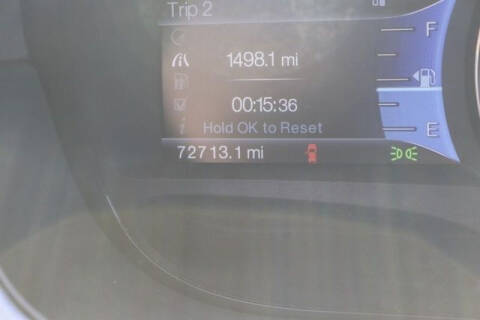 Trip 2
F
1498.1 mi
00:15:36
Hold OK to Reset
E
72713.1 mi